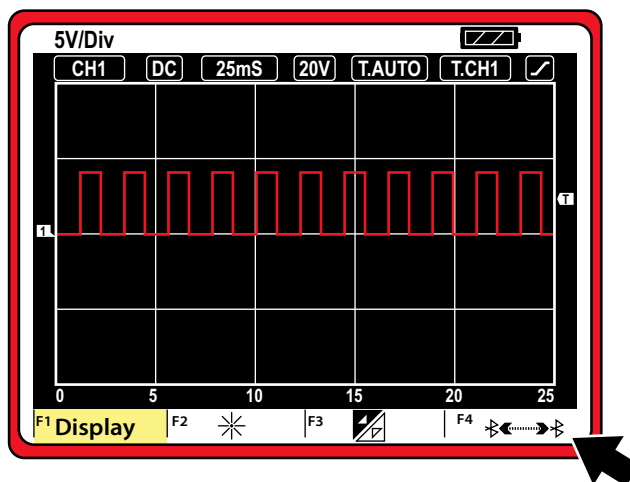 5V/Div
CH1 DC 25mS 20V T.AUTO T.CH1
T
1
0 5 10 15 20 25
F1 Display F2 F3 F4